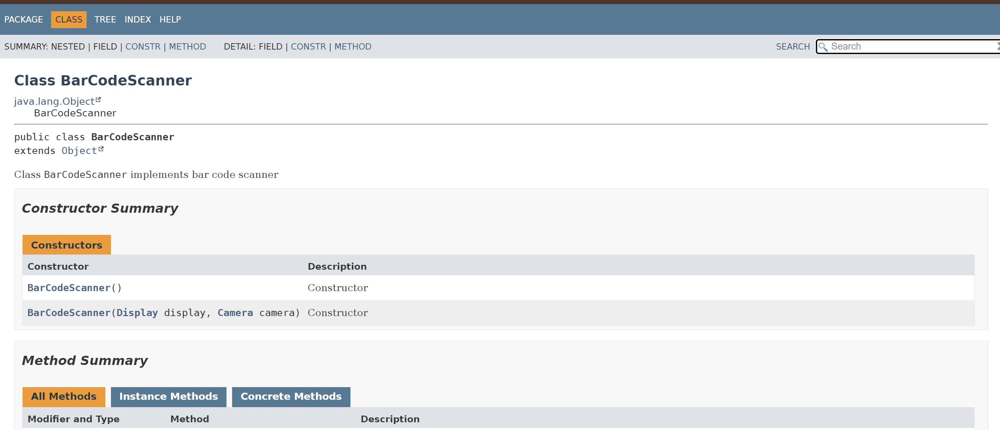 PACKAGE CLASS TREE INDEX HELP
SUMMARY: NESTED | FIELD | CONSTR | METHOD DETAIL: FIELD | CONSTR | METHOD SEARCH Search
Class BarCodeScanner
java.lang.Object
BarCodeScanner
public class BarCodeScanner
extends Object
Class BarCodeScanner implements bar code scanner
Constructor Summary
Constructors
Constructor Description
BarCodeScanner() Constructor
BarCodeScanner(Display display, Camera camera) Constructor
Method Summary
All Methods Instance Methods Concrete Methods
Modifier and Type Method Description